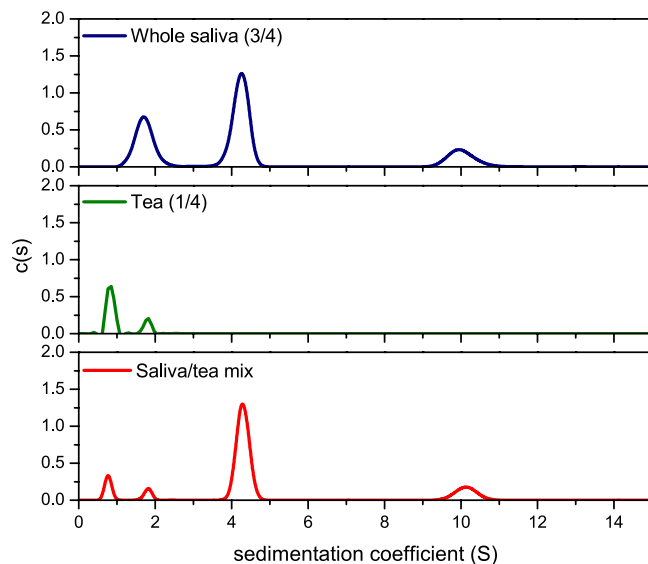 2.0
Whole saliva (3/4)
1.5
1.0
0.5
0.0
2.0
Tea (1/4)
1.5
1.0
0.5
0.0
c(s)
2.0
Saliva/tea mix
1.5
1.0
0.5
0.0
0 2 4 6 8 10 12 14
sedimentation coefficient (S)